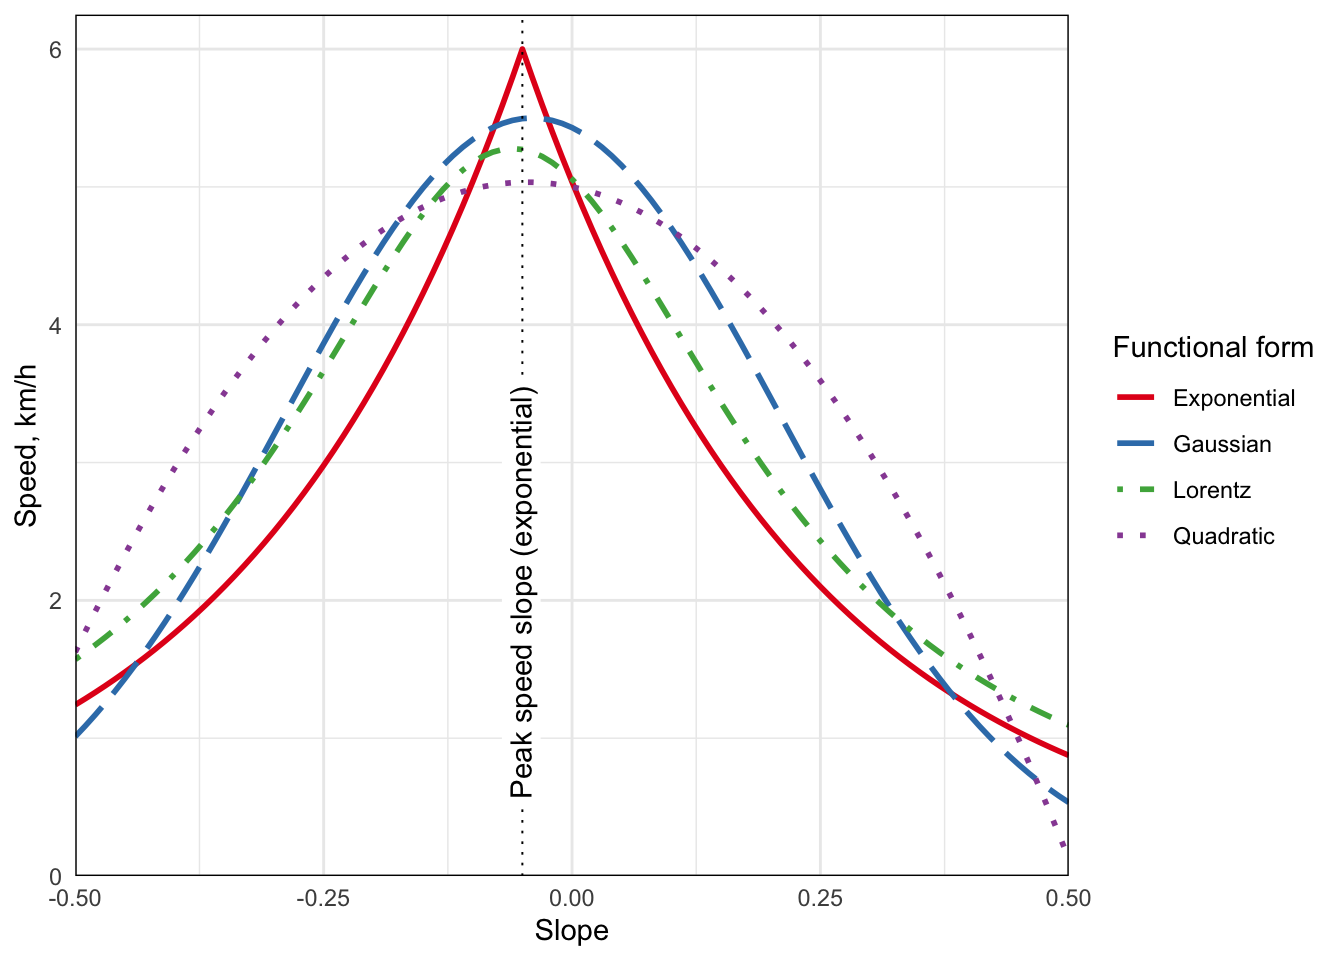 6
4
2
0
Speed, km/h
Peak speed slope (exponential)
-0.50
-0.25
0.00
0.25
0.50
Slope
Functional form
Exponential
Gaussian
Lorentz
Quadratic